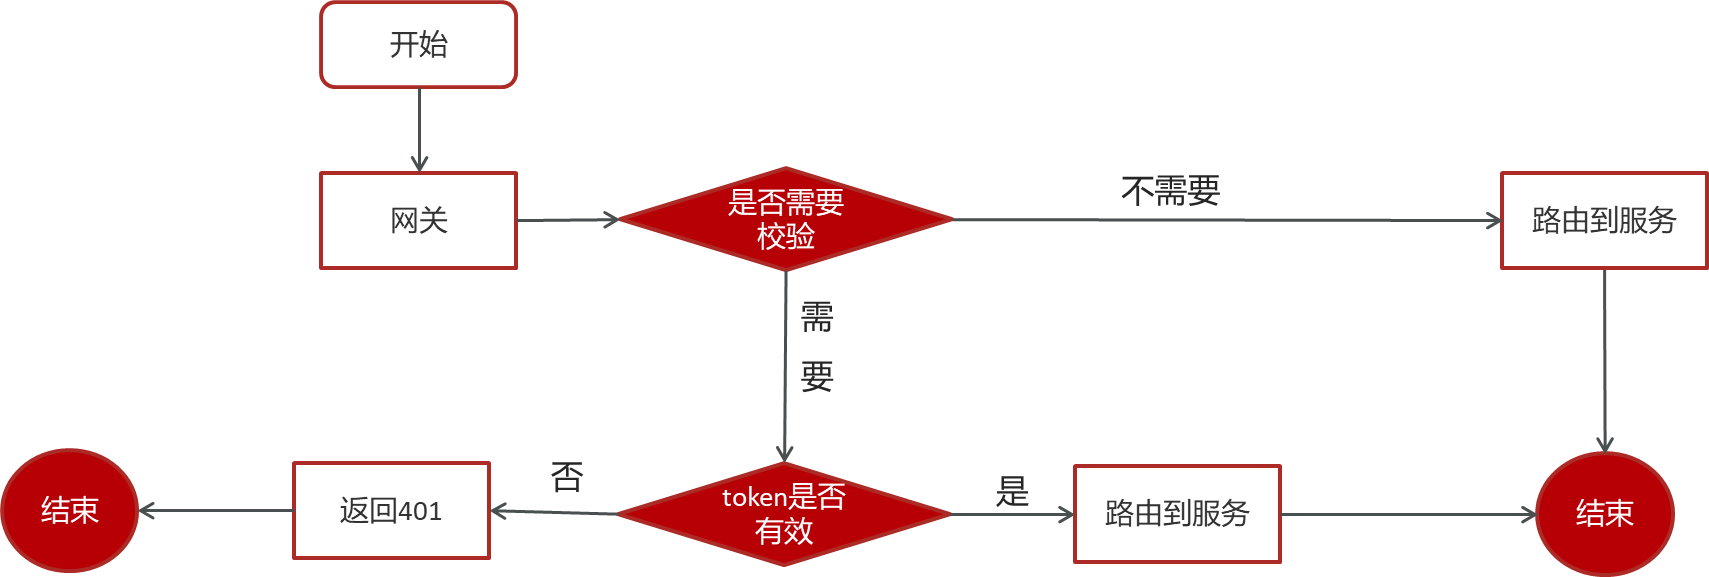 开始
网关
是否需要
校验
不需要
路由到服务
需
要
结束
返回401
否
token是否
有效
是
路由到服务
结束